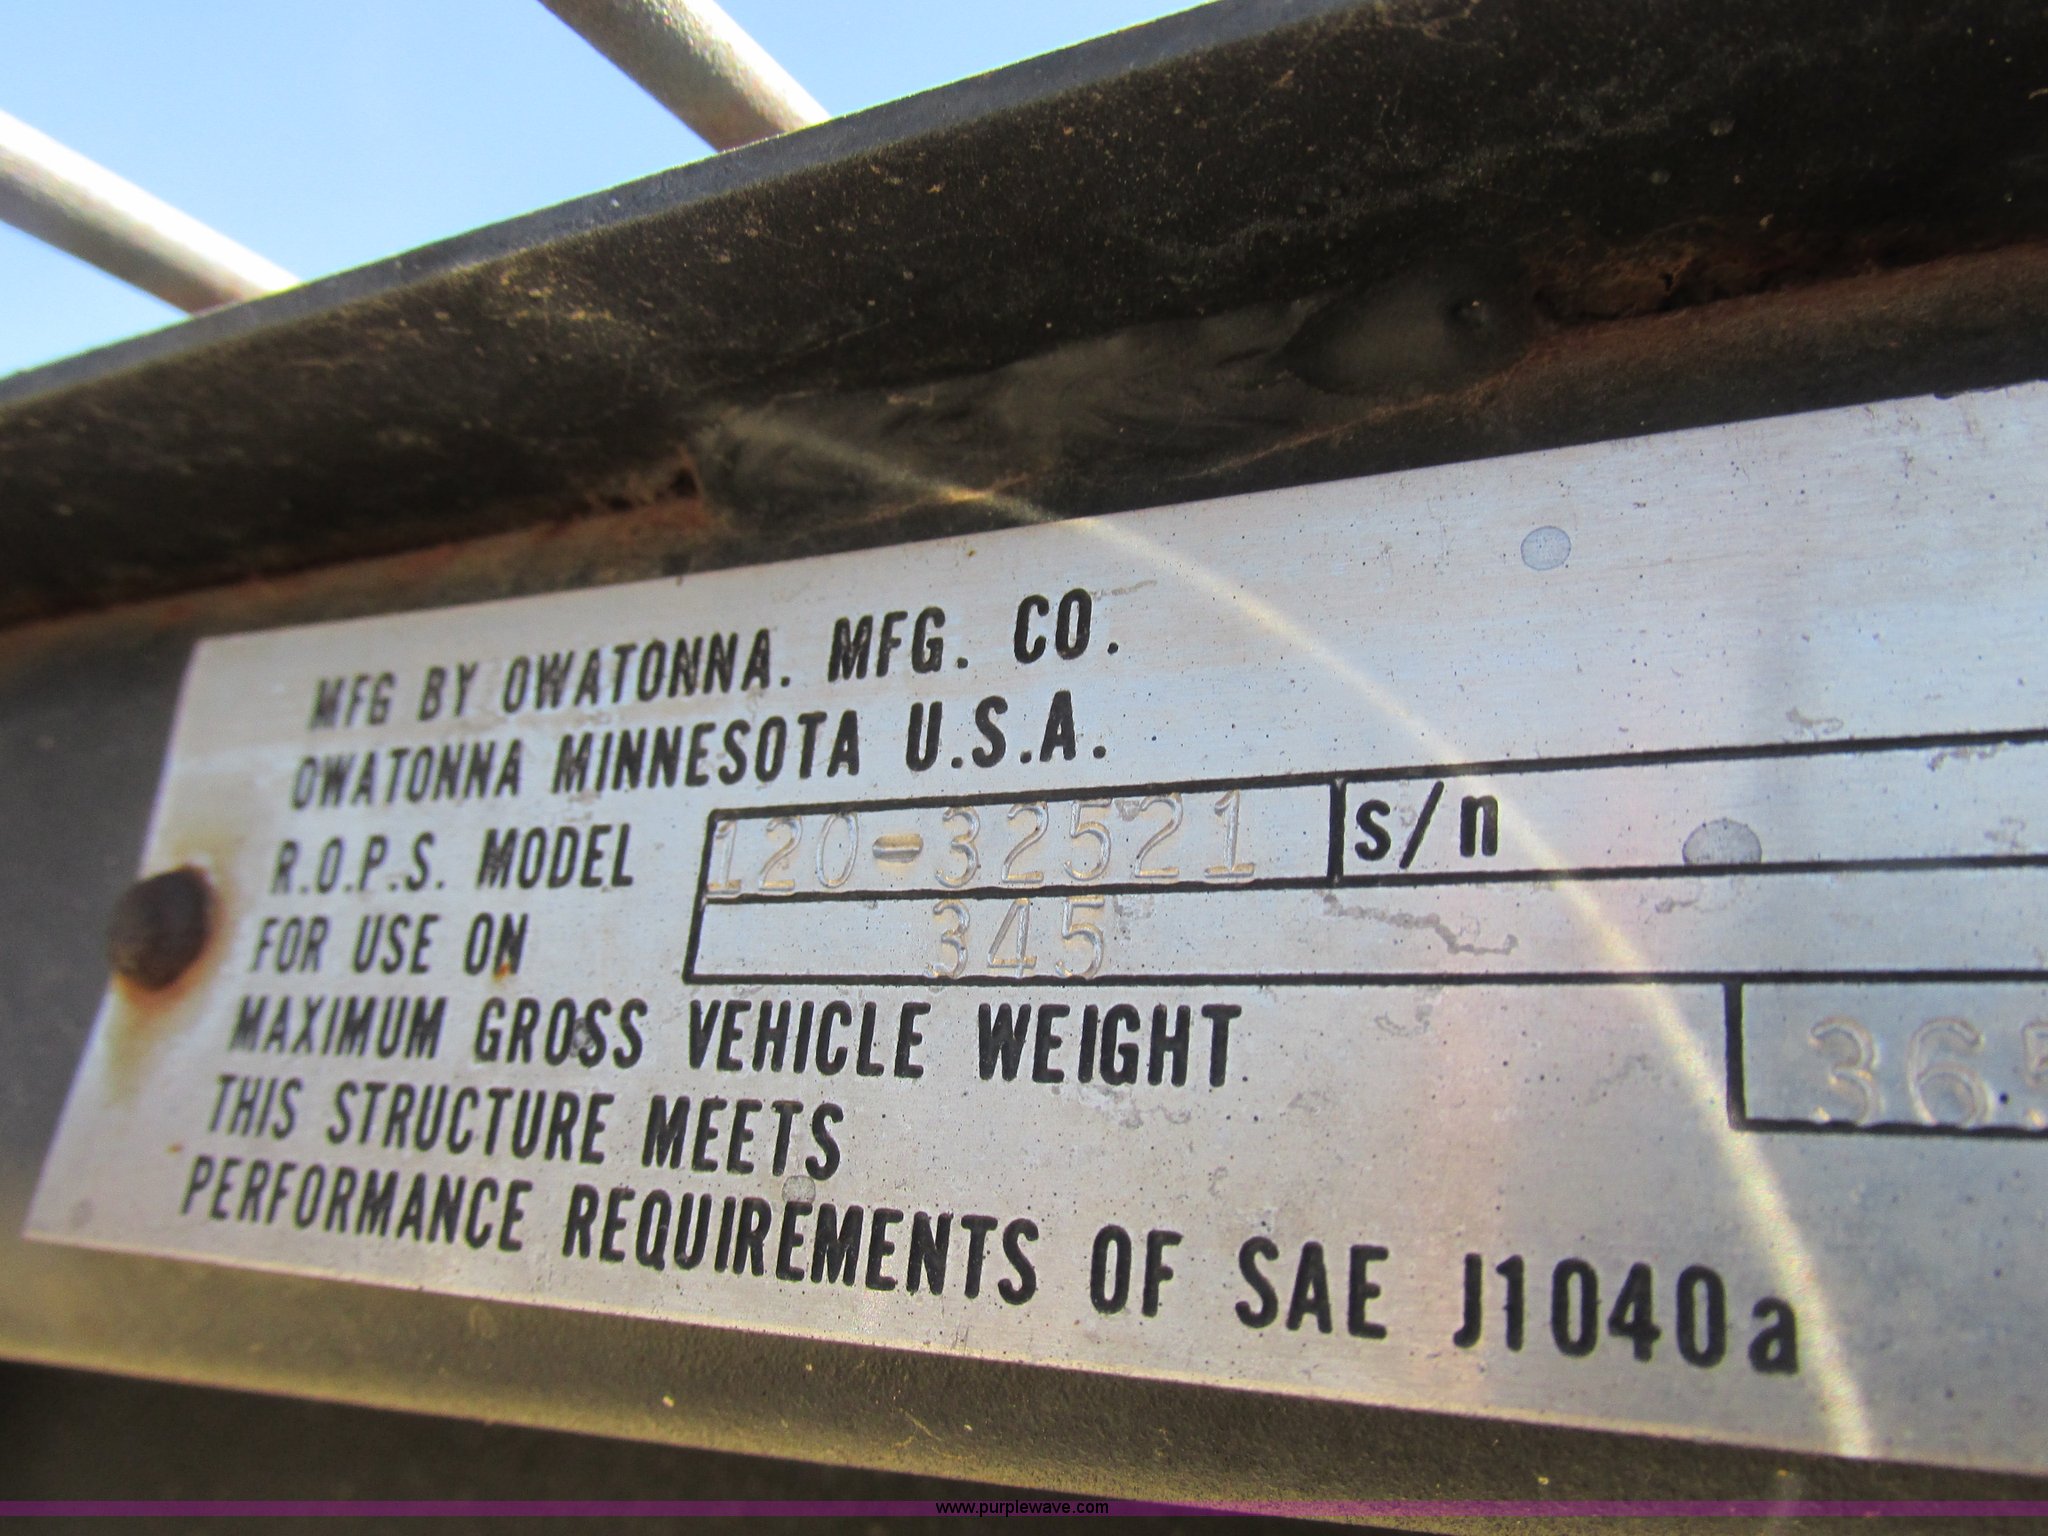 MFG BY OWATONNA. MFG. CO.
OWATONNA MINNESOTA U.S.A.
R.O.P.S. MODEL 120-32521 s/n
FOR USE ON 345
MAXIMUM GROSS VEHICLE WEIGHT 365
THIS STRUCTURE MEETS
PERFORMANCE REQUIREMENTS OF SAE J1040a
www.purplewave.com